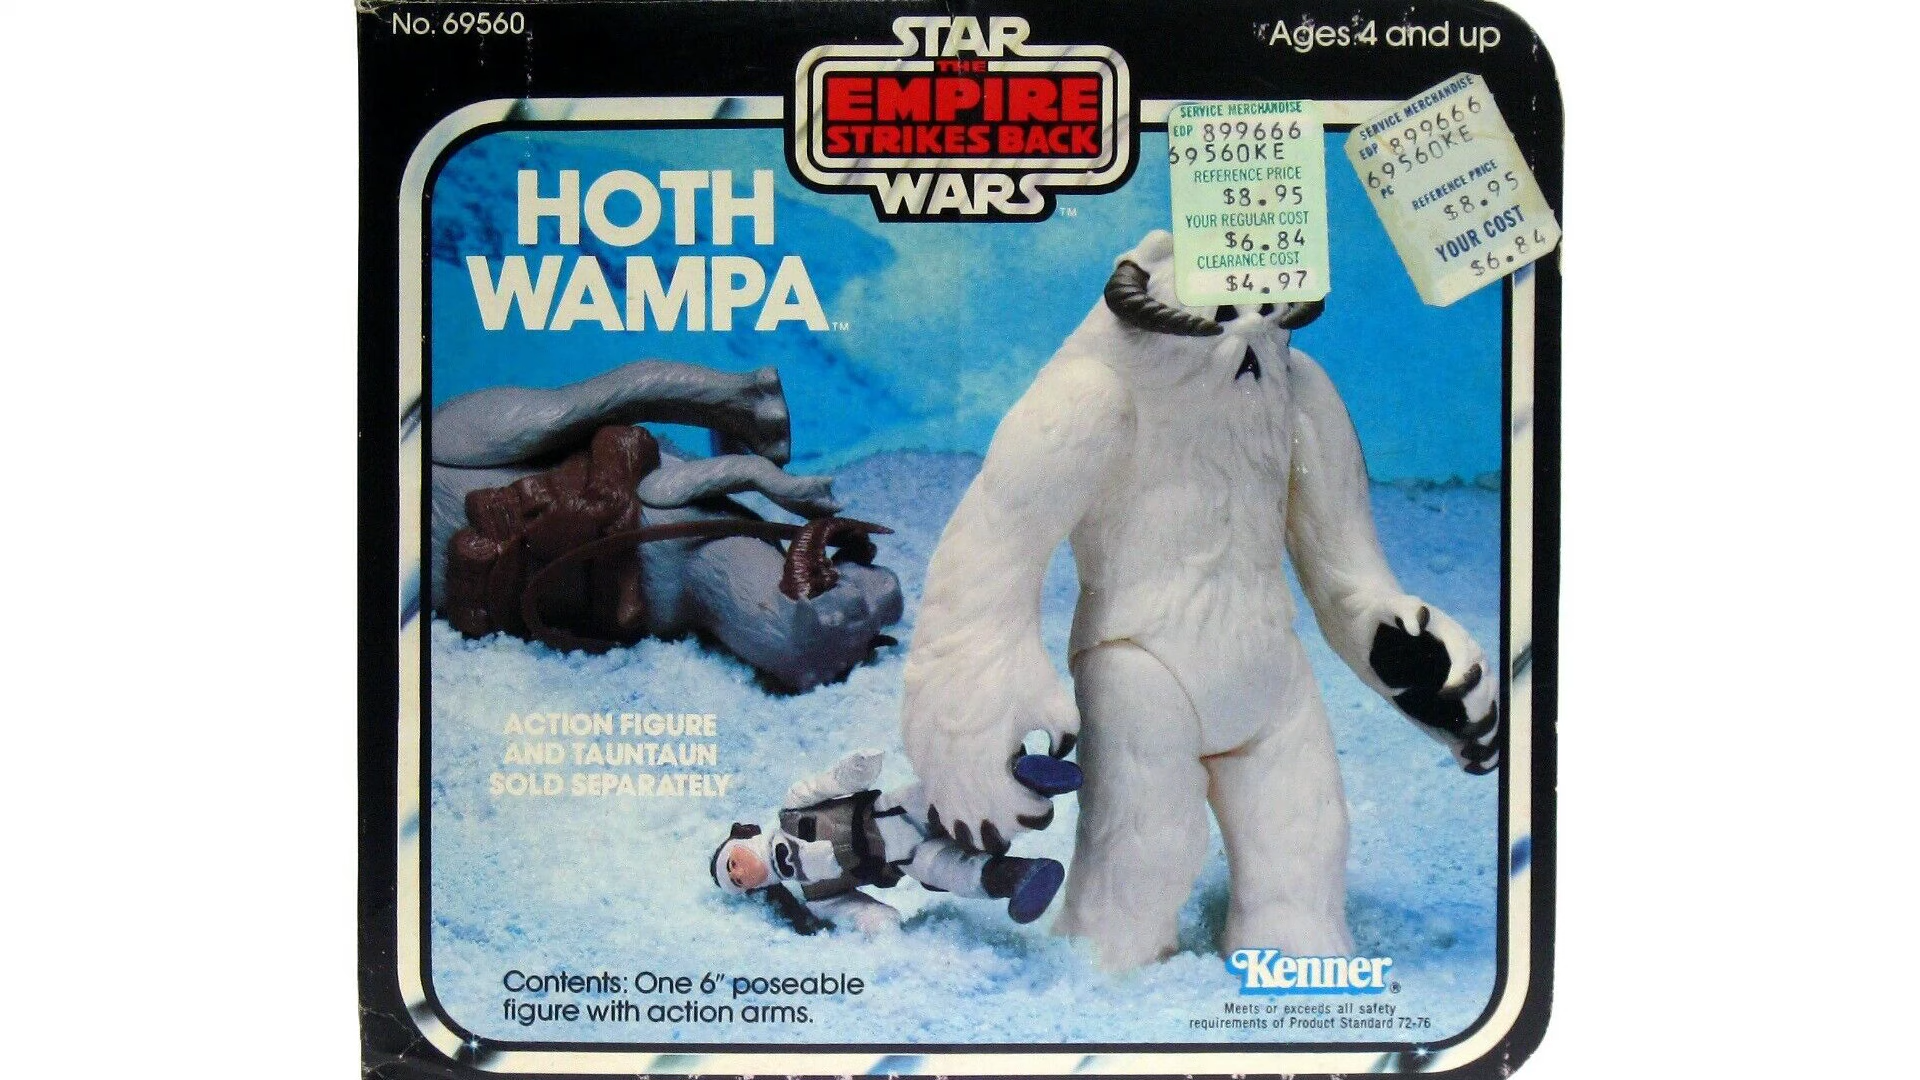 No. 69560
Ages 4 and up
STAR
THE
EMPIRE
STRIKES BACK
WARS™
HOTH
WAMPA™
SERVICE MERCHANDISE
EDP 899666
69560KE
REFERENCE PRICE
$8.95
YOUR REGULAR COST
$6.84
CLEARANCE COST
$4.97
SERVICE MERCHANDISE
EDP 899666
69560KE
PC
REFERENCE PRICE
$8.95
YOUR COST
$6.84
ACTION FIGURE
AND TAUNTAUN
SOLD SEPARATELY
Contents: One 6" poseable
figure with action arms.
Kenner®
Meets or exceeds all safety
requirements of Product Standard 72-76